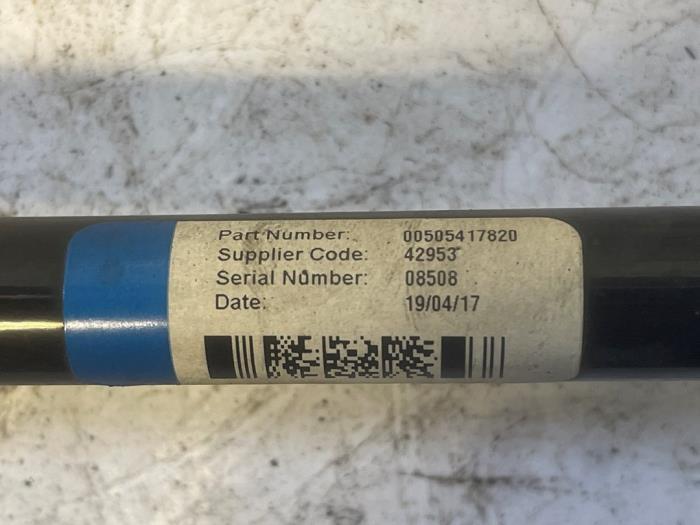 Part Number: 00505417820
Supplier Code: 42953
Serial Number: 08508
Date: 19/04/17